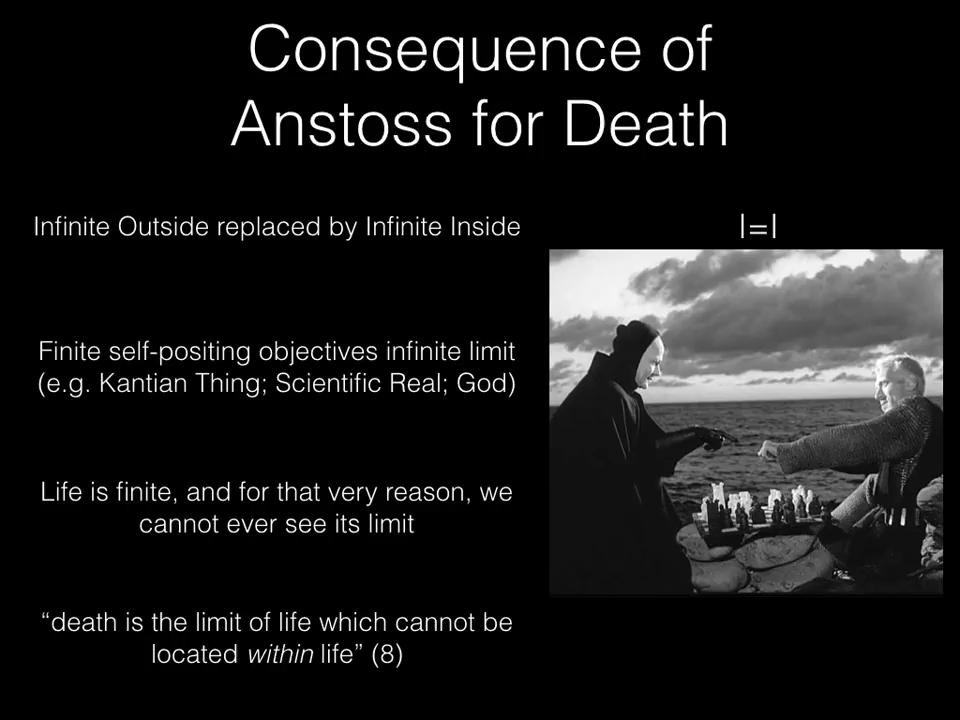 Consequence of
Anstoss for Death
Infinite Outside replaced by Infinite Inside
I=I
Finite self-positing objectives infinite limit
(e.g. Kantian Thing; Scientific Real; God)
Life is finite, and for that very reason, we
cannot ever see its limit
“death is the limit of life which cannot be
located within life” (8)